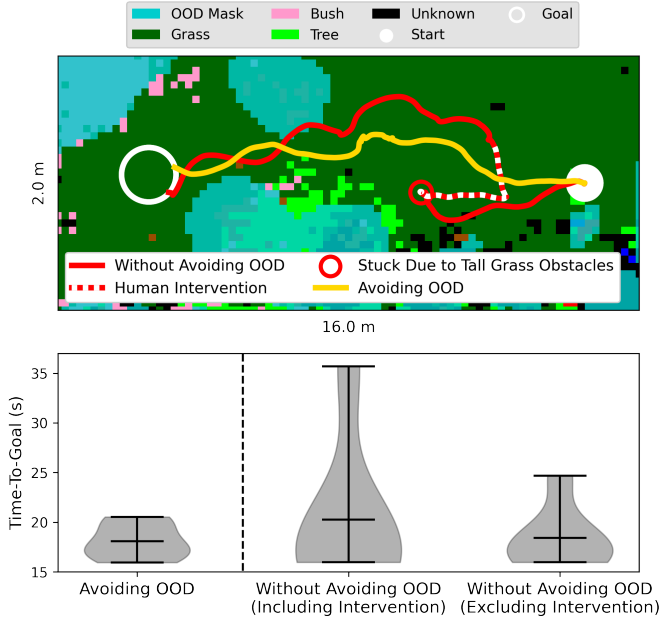 OOD Mask Bush Unknown Goal
Grass Tree Start
2.0 m
Without Avoiding OOD Stuck Due to Tall Grass Obstacles
Human Intervention Avoiding OOD
16.0 m
Time-To-Goal (s)
35
30
25
20
15
Avoiding OOD Without Avoiding OOD Without Avoiding OOD
(Including Intervention) (Excluding Intervention)